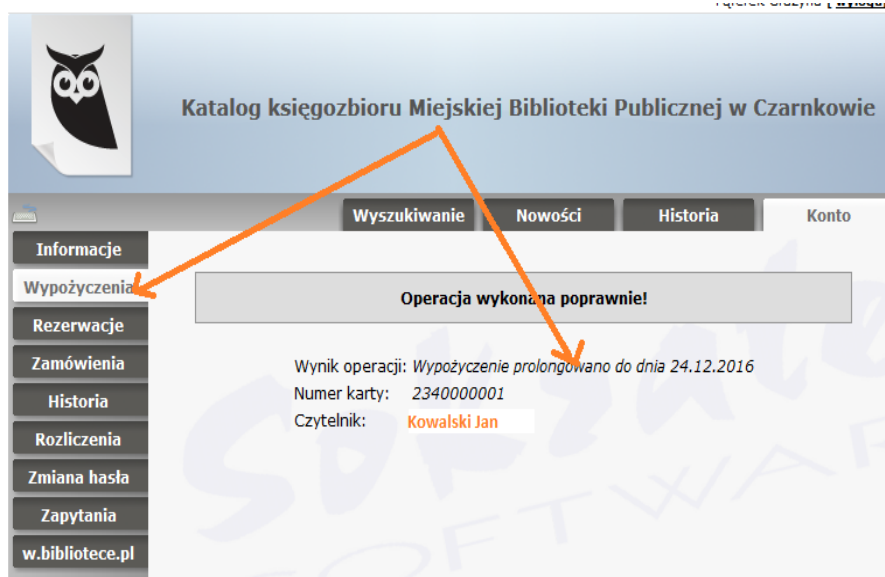 Katalog księgozbioru Miejskiej Biblioteki Publicznej w Czarnkowie
Wyszukiwanie Nowości Historia Konto
Informacje
Wypożyczenia
Rezerwacje
Zamówienia
Historia
Rozliczenia
Zmiana hasła
Zapytania
w.bibliotece.pl
Operacja wykonana poprawnie!
Wynik operacji: Wypożyczenie prolongowano do dnia 24.12.2016
Numer karty: 2340000001
Czytelnik: Kowalski Jan